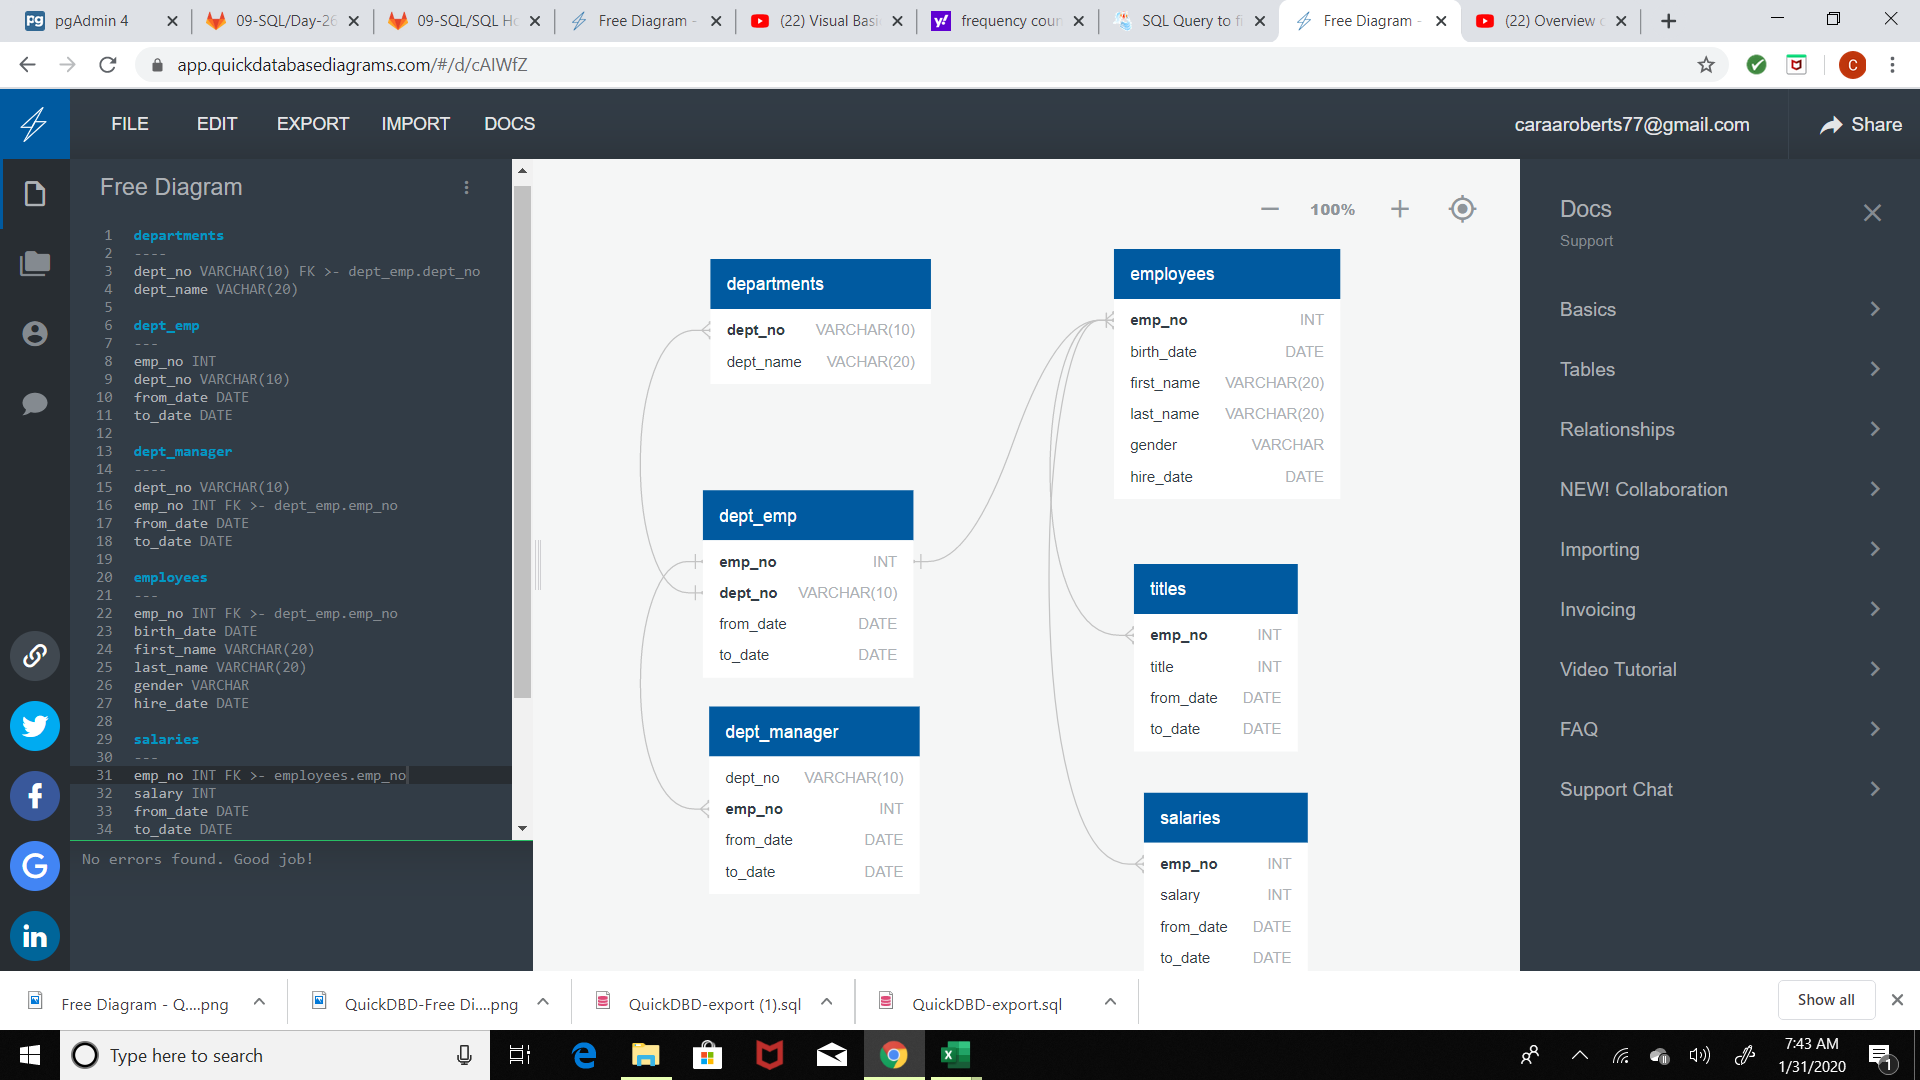 pgAdmin 4
09-SQL/Day-26
09-SQL/SQL Ho
Free Diagram -
(22) Visual Basi
frequency coun
SQL Query to fi
Free Diagram -
(22) Overview o
app.quickdatabasediagrams.com/#/d/cAIWfZ
C
FILE EDIT EXPORT IMPORT DOCS
caraaroberts77@gmail.com
Share
Free Diagram
1 departments
2 ----
3 dept_no VARCHAR(10) FK >- dept_emp.dept_no
4 dept_name VACHAR(20)
5
6 dept_emp
7 ---
8 emp_no INT
9 dept_no VARCHAR(10)
10 from_date DATE
11 to_date DATE
12
13 dept_manager
14 ----
15 dept_no VARCHAR(10)
16 emp_no INT FK >- dept_emp.emp_no
17 from_date DATE
18 to_date DATE
19
20 employees
21 ---
22 emp_no INT FK >- dept_emp.emp_no
23 birth_date DATE
24 first_name VARCHAR(20)
25 last_name VARCHAR(20)
26 gender VARCHAR
27 hire_date DATE
28
29 salaries
30 ---
31 emp_no INT FK >- employees.emp_no
32 salary INT
33 from_date DATE
34 to_date DATE
No errors found. Good job!
100%
departments
dept_no VARCHAR(10)
dept_name VACHAR(20)
dept_emp
emp_no INT
dept_no VARCHAR(10)
from_date DATE
to_date DATE
dept_manager
dept_no VARCHAR(10)
emp_no INT
from_date DATE
to_date DATE
employees
emp_no INT
birth_date DATE
first_name VARCHAR(20)
last_name VARCHAR(20)
gender VARCHAR
hire_date DATE
titles
emp_no INT
title INT
from_date DATE
to_date DATE
salaries
emp_no INT
salary INT
from_date DATE
to_date DATE
Docs
Support
Basics
Tables
Relationships
NEW! Collaboration
Importing
Invoicing
Video Tutorial
FAQ
Support Chat
Free Diagram - Q....png
QuickDBD-Free Di....png
QuickDBD-export (1).sql
QuickDBD-export.sql
Show all
Type here to search
7:43 AM
1/31/2020
1